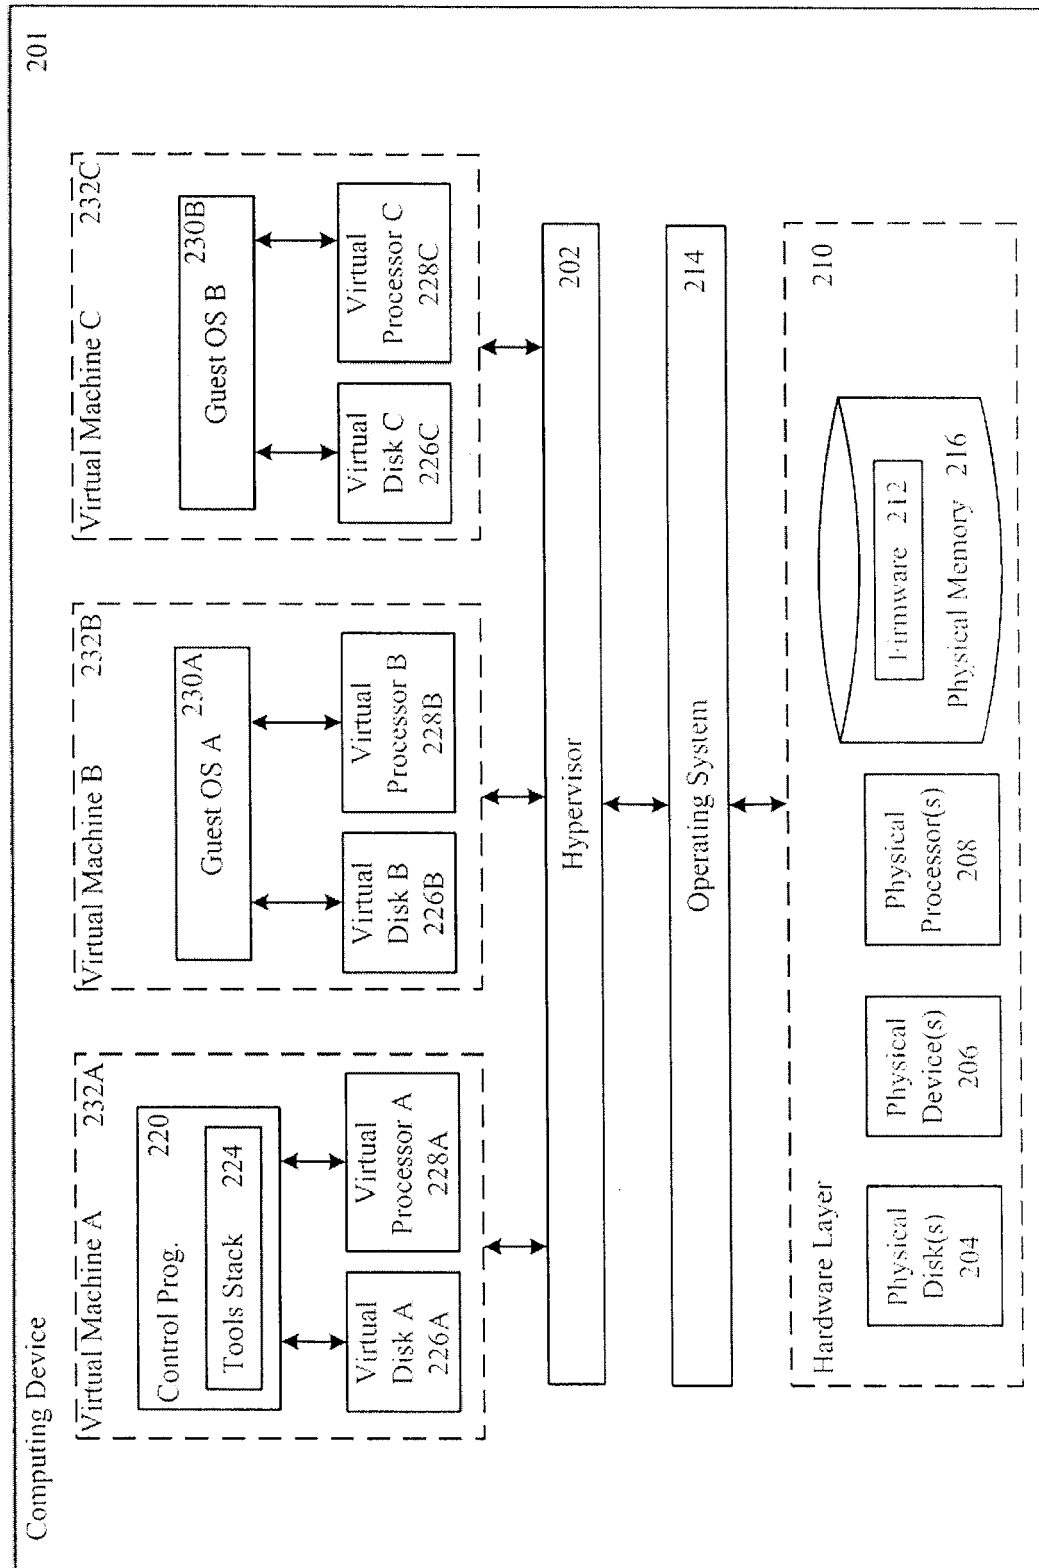 Computing Device
201
Virtual Machine A
232A
Control Prog.
220
Tools Stack
224
Virtual
Disk A
226A
Virtual
Processor A
228A
Virtual Machine B
232B
Guest OS A
230A
Virtual
Disk B
226B
Virtual
Processor B
228B
Virtual Machine C
232C
Guest OS B
230B
Virtual
Disk C
226C
Virtual
Processor C
228C
Hypervisor
202
Operating System
214
Hardware Layer
210
Physical
Disk(s)
204
Physical
Device(s)
206
Physical
Processor(s)
208
Firmware 212
Physical Memory 216